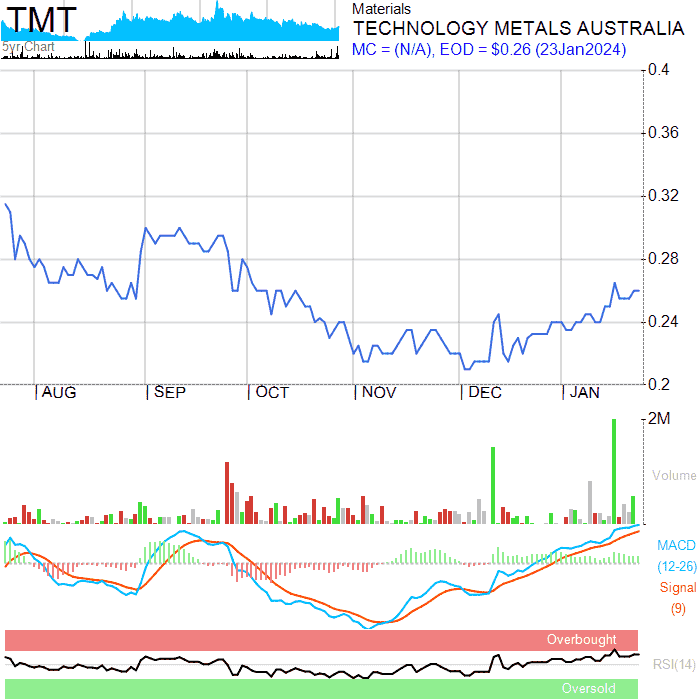 TMT
5yr Chart
Materials
TECHNOLOGY METALS AUSTRALIA
MC = (N/A), EOD = $0.26 (23Jan2024)
0.4
0.36
0.32
0.28
0.24
0.2
AUG SEP OCT NOV DEC JAN
2M
Volume
MACD
(12-26)
Signal
(9)
Overbought
RSI(14)
Oversold